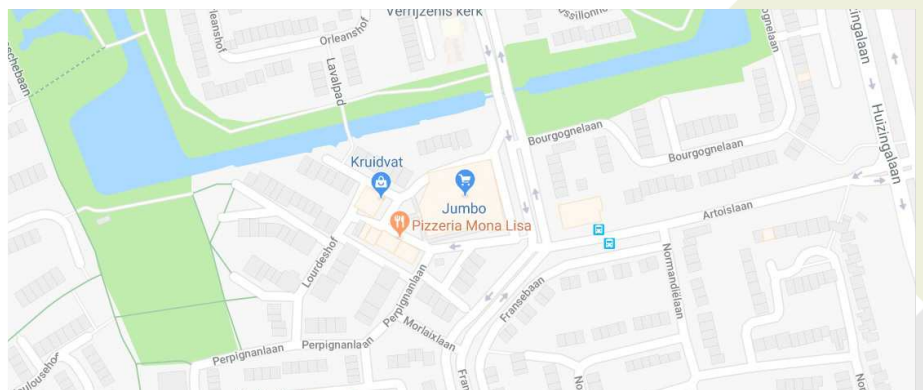 Verrijzenis kerk
Orleanshof
Lavalpad
Huizingalaan
Huizingalaan
Bourgognelaan
Bourgognelaan
Kruidvat
Jumbo
Pizzeria Mona Lisa
Artoislaan
Lourdeshof
Perpignanlaan
Normandiëlaan
Fransebaan
Morlaixlaan
Perpignanlaan
Perpignanlaan